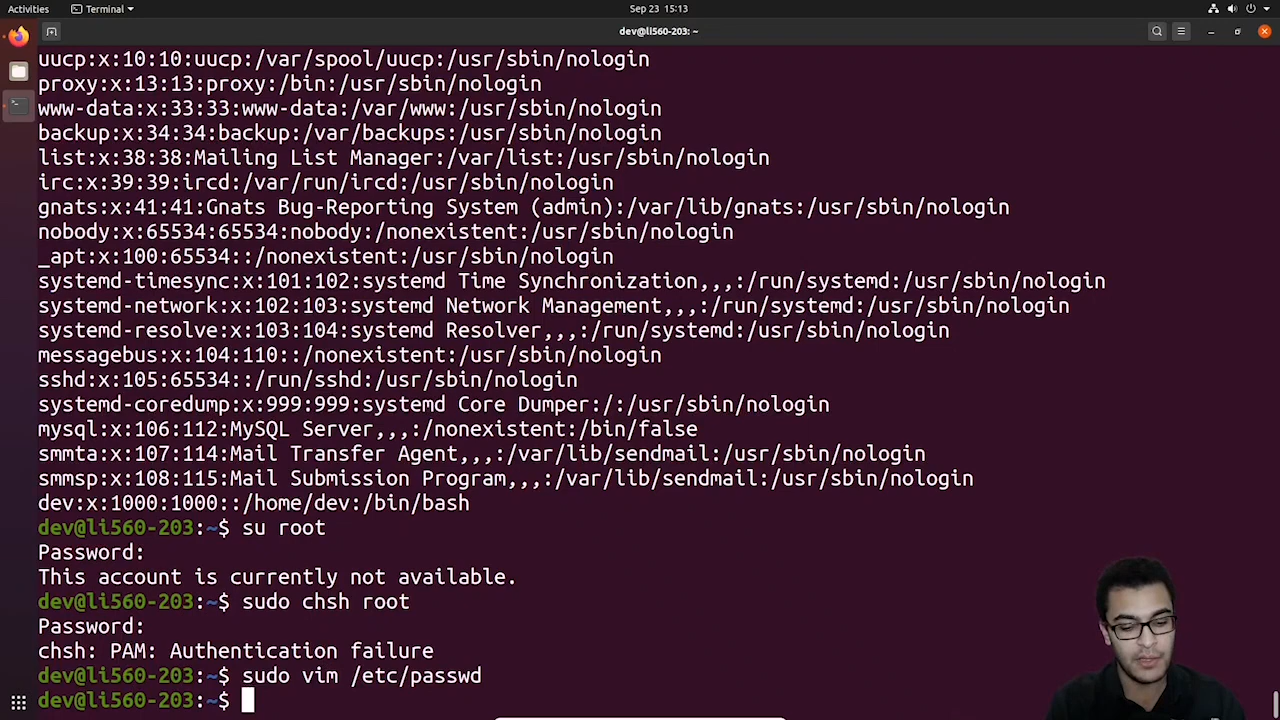 Activities
Terminal
Sep 23 15:13
dev@li560-203: ~
uucp:x:10:10:uucp:/var/spool/uucp:/usr/sbin/nologin
proxy:x:13:13:proxy:/bin:/usr/sbin/nologin
www-data:x:33:33:www-data:/var/www:/usr/sbin/nologin
backup:x:34:34:backup:/var/backups:/usr/sbin/nologin
list:x:38:38:Mailing List Manager:/var/list:/usr/sbin/nologin
irc:x:39:39:ircd:/var/run/ircd:/usr/sbin/nologin
gnats:x:41:41:Gnats Bug-Reporting System (admin):/var/lib/gnats:/usr/sbin/nologin
nobody:x:65534:65534:nobody:/nonexistent:/usr/sbin/nologin
_apt:x:100:65534::/nonexistent:/usr/sbin/nologin
systemd-timesync:x:101:102:systemd Time Synchronization,,,:/run/systemd:/usr/sbin/nologin
systemd-network:x:102:103:systemd Network Management,,,:/run/systemd:/usr/sbin/nologin
systemd-resolve:x:103:104:systemd Resolver,,,:/run/systemd:/usr/sbin/nologin
messagebus:x:104:110::/nonexistent:/usr/sbin/nologin
sshd:x:105:65534::/run/sshd:/usr/sbin/nologin
systemd-coredump:x:999:999:systemd Core Dumper:/:/usr/sbin/nologin
mysql:x:106:112:MySQL Server,,,:/nonexistent:/bin/false
smmta:x:107:114:Mail Transfer Agent,,,:/var/lib/sendmail:/usr/sbin/nologin
smmsp:x:108:115:Mail Submission Program,,,:/var/lib/sendmail:/usr/sbin/nologin
dev:x:1000:1000::/home/dev:/bin/bash
dev@li560-203:~$ su root
Password:
This account is currently not available.
dev@li560-203:~$ sudo chsh root
Password:
chsh: PAM: Authentication failure
dev@li560-203:~$ sudo vim /etc/passwd
dev@li560-203:~$